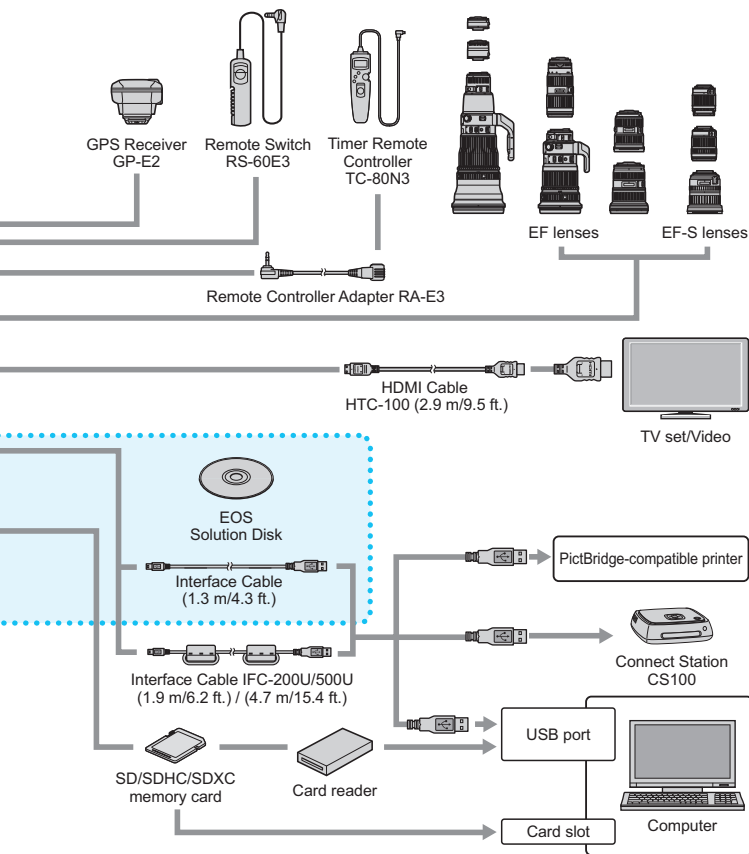 GPS Receiver
GP-E2
Remote Switch
RS-60E3
Timer Remote
Controller
TC-80N3
EF lenses
EF-S lenses
Remote Controller Adapter RA-E3
HDMI Cable
HTC-100 (2.9 m/9.5 ft.)
TV set/Video
EOS
Solution Disk
Interface Cable
(1.3 m/4.3 ft.)
PictBridge-compatible printer
Interface Cable IFC-200U/500U
(1.9 m/6.2 ft.) / (4.7 m/15.4 ft.)
Connect Station
CS100
USB port
SD/SDHC/SDXC
memory card
Card reader
Card slot
Computer